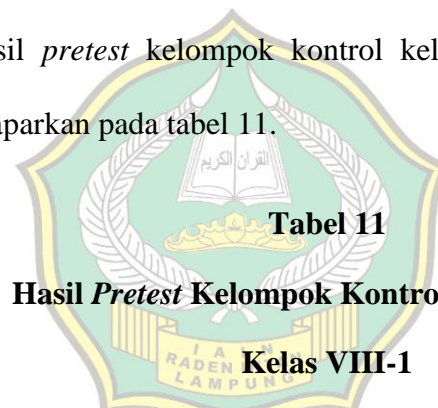 sil pretest kelompok kontrol kel
aparkan pada tabel 11.
القرآن الكريم
Tabel 11
Hasil Pretest Kelompok Kontro
I A I N
Kelas VIII-1
RADEN INTAN
LAMPUNG